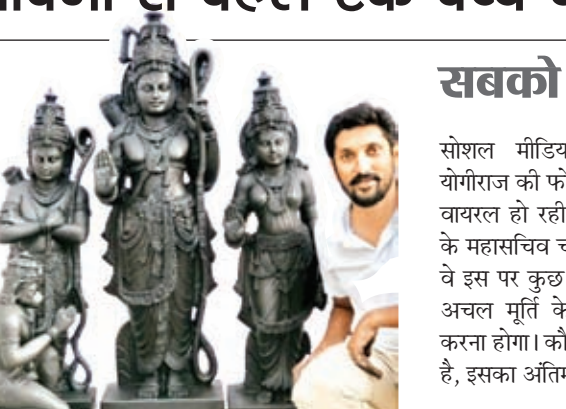 सबको
सोशल मीडिय
योगीराज की फो
वायरल हो रही
के महासचिव च
वे इस पर कुछ
अचल मूर्ति के
करना होगा। कौ
है, इसका अंतिम